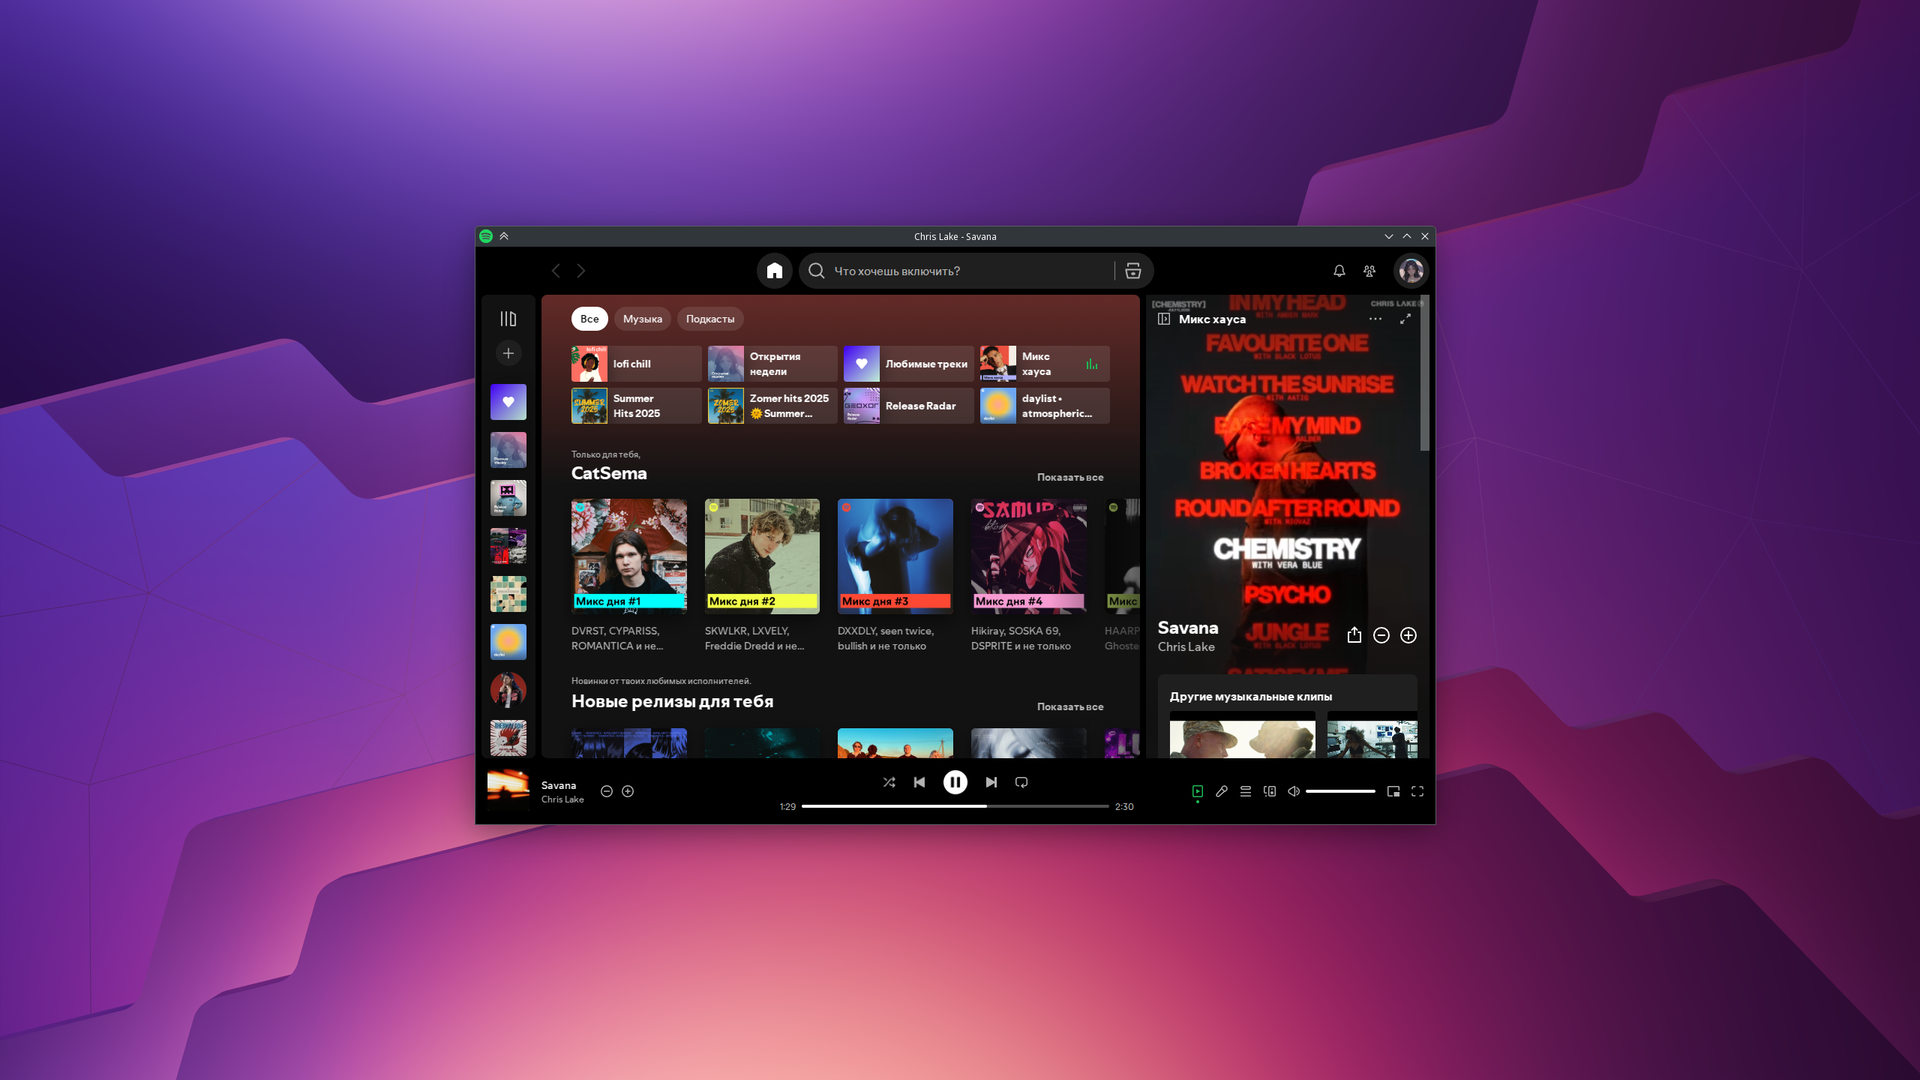 Chris Lake - Savana
Что хочешь включить?
Все
Музыка
Подкасты
lofi chill
Открытия
недели
Любимые треки
Микс
хауса
Summer
Hits 2025
Zomer hits 2025
🌞 Summer...
Release Radar
daylist •
atmospheric...
Только для тебя,
CatSema
Показать все
Микс дня #1
Микс дня #2
Микс дня #3
Микс дня #4
Микс
DVRST, CYPARISS,
ROMANTICA и не...
SKWLKR, LXVELY,
Freddie Dredd и не...
DXXDLY, seen twice,
bullish и не только
Hikiray, SOSKA 69,
DSPRITE и не только
HAARP
Ghoste
Новинки от твоих любимых исполнителей.
Новые релизы для тебя
Показать все
[CHEMISTRY]
CHRIS LAKE
IN MY HEAD
Микс хауса
FAVOURITE ONE
WITH BLACK LOTUS
WATCH THE SUNRISE
WITH AATIG
EASE MY MIND
BROKEN HEARTS
ROUND AFTER ROUND
CHEMISTRY
WITH VERA BLUE
PSYCHO
JUNGLE
WITH BLACK LOTUS
Savana
Chris Lake
Другие музыкальные клипы
Savana
Chris Lake
1:29
2:30